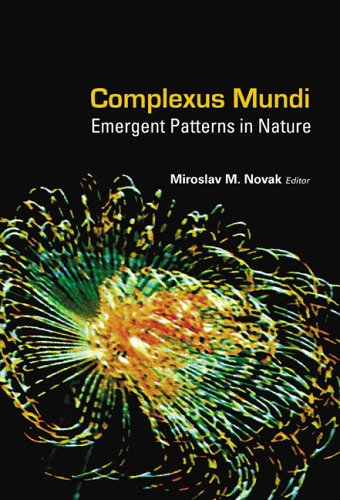 Complexus Mundi
Emergent Patterns in Nature
Miroslav M. Novak Editor